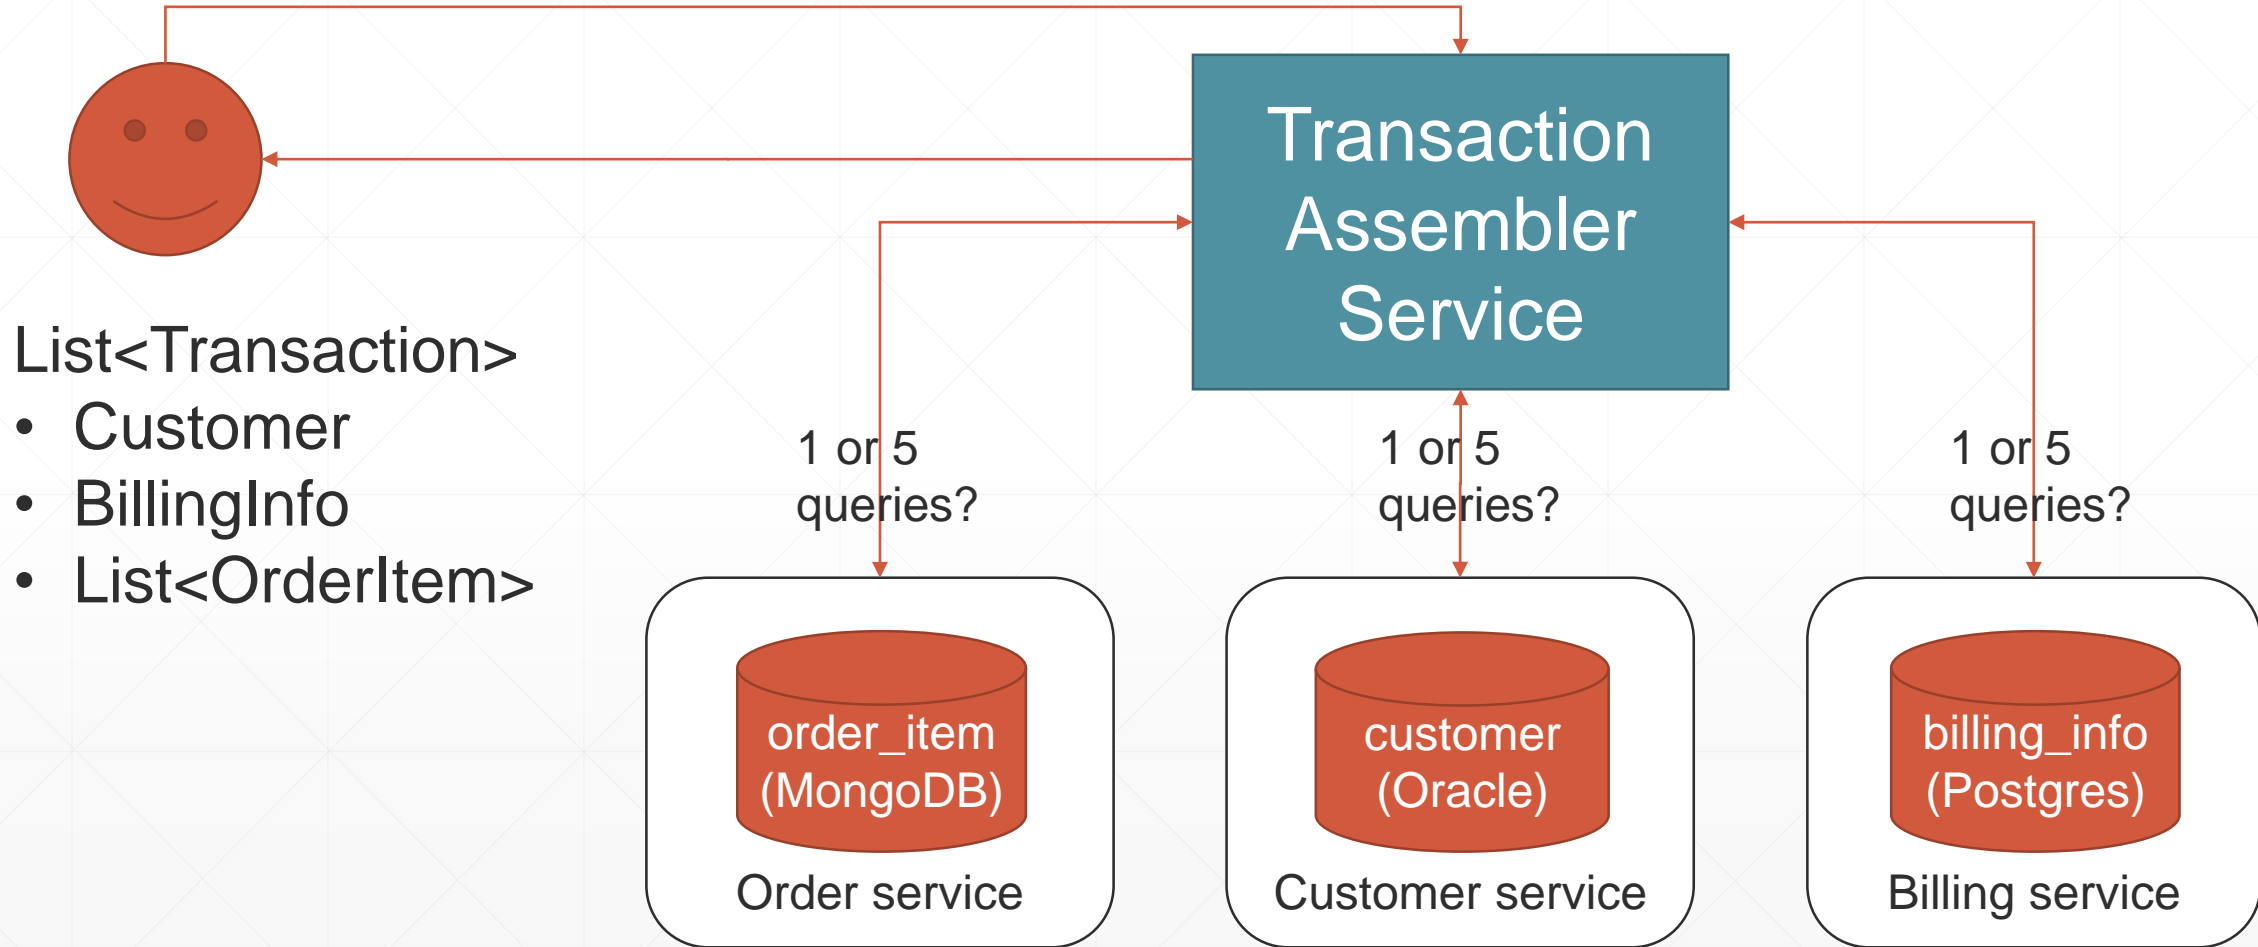 Transaction
Assembler
Service
List<Transaction>
• Customer
• BillingInfo
• List<OrderItem>
1 or 5
queries?
1 or 5
queries?
1 or 5
queries?
order_item
(MongoDB)
Order service
customer
(Oracle)
Customer service
billing_info
(Postgres)
Billing service